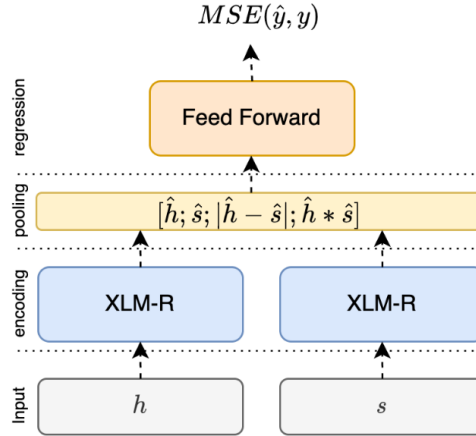 MSE(ŷ, y)
regression
Feed Forward
pooling
[ĥ; ŝ; |ĥ − ŝ|; ĥ * ŝ]
encoding
XLM-R XLM-R
Input
h s